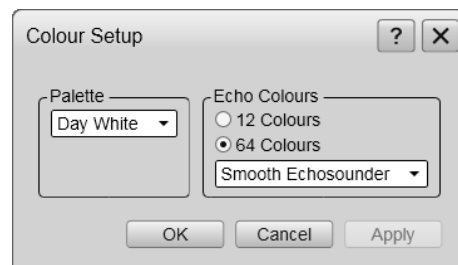 Colour Setup
?
Palette
Day White
Echo Colours
12 Colours
64 Colours
Smooth Echosounder
OK
Cancel
Apply